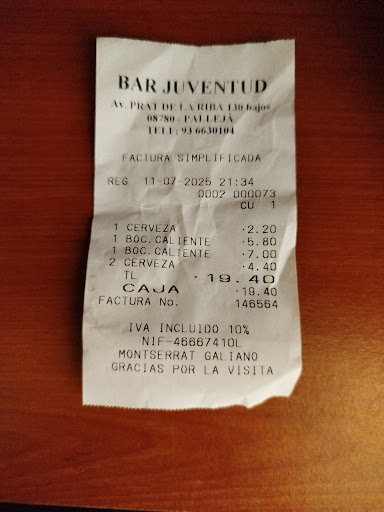 BAR JUVENTUD
Av. PRAT DE LA RIBA 130 bajos
08780 - PALLEJÀ
TELF: 93 6630104
FACTURA SIMPLIFICADA
REG 11-07-2025 21:34
0002 000073
CU 1
1 CERVEZA ·2.20
1 BOC.CALIENTE ·5.80
1 BOC.CALIENTE ·7.00
2 CERVEZA ·4.40
TL ·19.40
CAJA ·19.40
FACTURA No. 146564
IVA INCLUIDO 10%
NIF-46667410L
MONTSERRAT GALIANO
GRACIAS POR LA VISITA